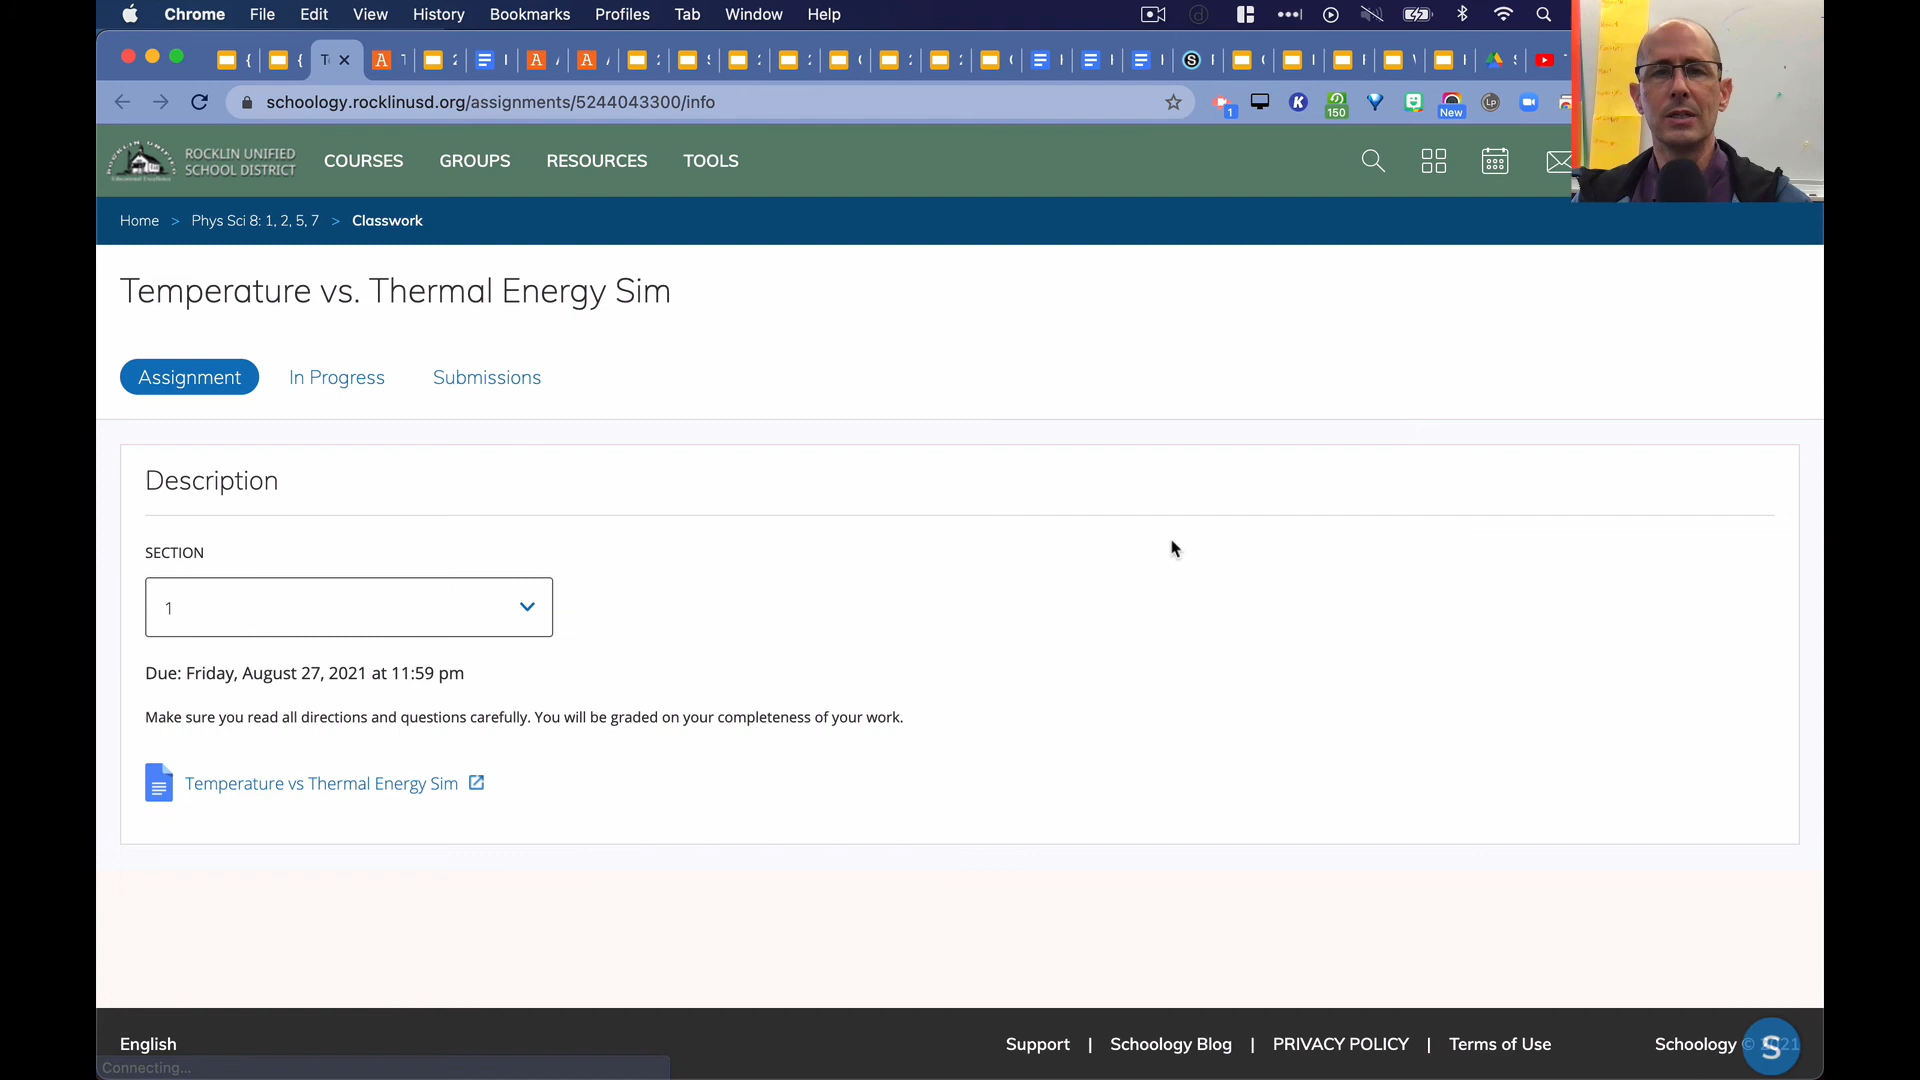 Chrome File Edit View History Bookmarks Profiles Tab Window Help
schoology.rocklinusd.org/assignments/5244043300/info
1
150
New
ROCKLIN UNIFIED
SCHOOL DISTRICT
COURSES GROUPS RESOURCES TOOLS
Home > Phys Sci 8: 1, 2, 5, 7 > Classwork
Temperature vs. Thermal Energy Sim
Assignment In Progress Submissions
Description
SECTION
1
Due: Friday, August 27, 2021 at 11:59 pm
Make sure you read all directions and questions carefully. You will be graded on your completeness of your work.
Temperature vs Thermal Energy Sim
English Support | Schoology Blog | PRIVACY POLICY | Terms of Use Schoology © 2021
Connecting...